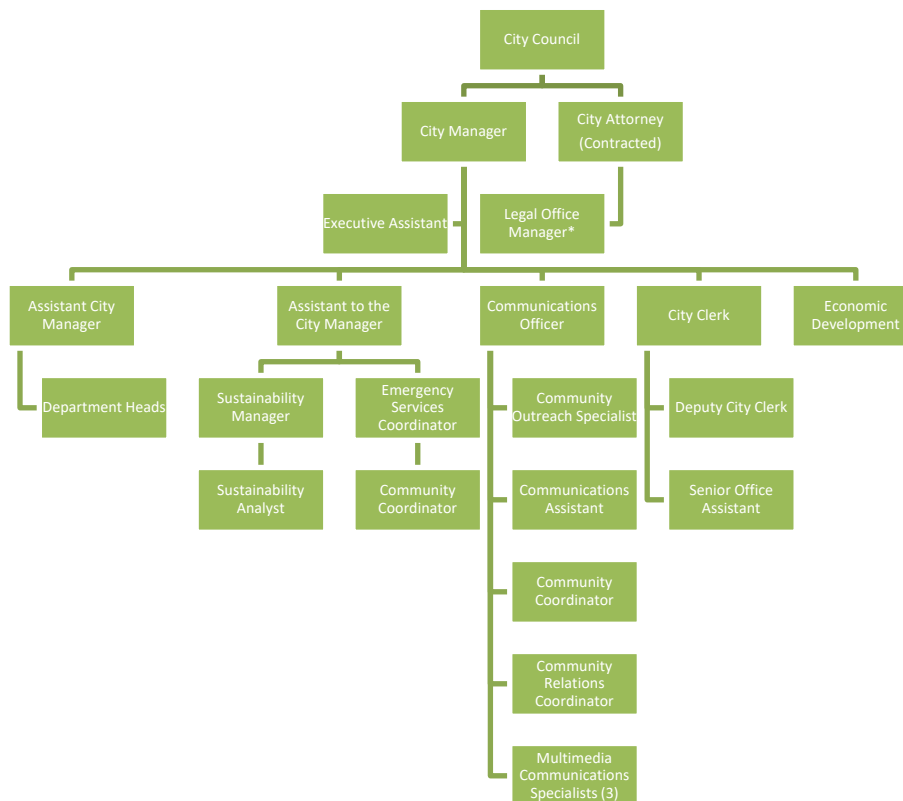 City Council
City Manager
City Attorney
(Contracted)
Executive Assistant
Legal Office
Manager*
Assistant City
Manager
Assistant to the
City Manager
Communications
Officer
City Clerk
Economic
Development
Department Heads
Sustainability
Manager
Emergency
Services
Coordinator
Community
Outreach Specialist
Deputy City Clerk
Sustainability
Analyst
Community
Coordinator
Communications
Assistant
Senior Office
Assistant
Community
Coordinator
Community
Relations
Coordinator
Multimedia
Communications
Specialists (3)